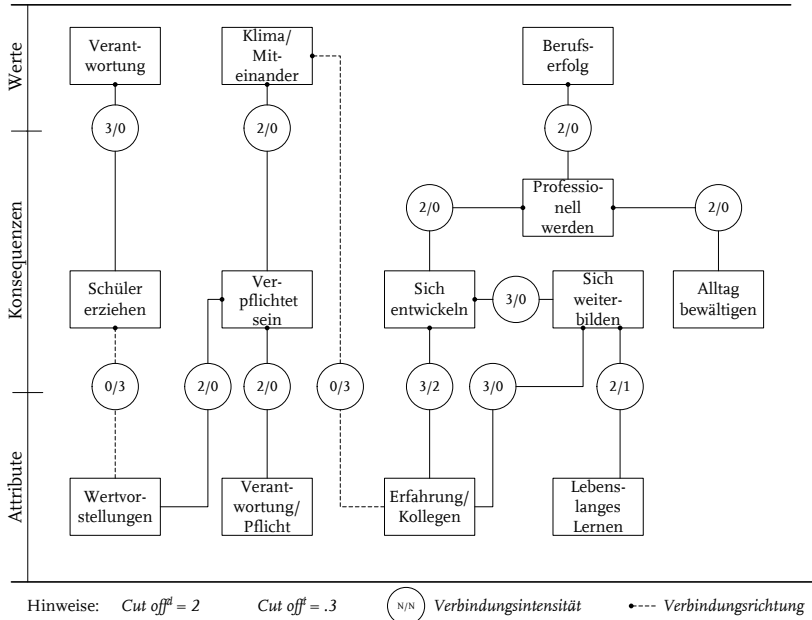 Werte
Verant-
wortung
Klima/
Mit-
einander
Berufs-
erfolg
3/0
2/0
2/0
Konsequenzen
Professio-
nell
werden
2/0
2/0
Schüler
erziehen
Ver-
pflichtet
sein
Sich
entwickeln
3/0
Sich
weiter-
bilden
Alltag
bewältigen
0/3
2/0
2/0
0/3
3/2
3/0
2/1
Attribute
Wertvor-
stellungen
Verant-
wortung/
Pflicht
Erfahrung/
Kollegen
Lebens-
langes
Lernen
Hinweise: Cut off^d = 2 Cut off^t = .3 N/N Verbindungsintensität Verbindungsrichtung